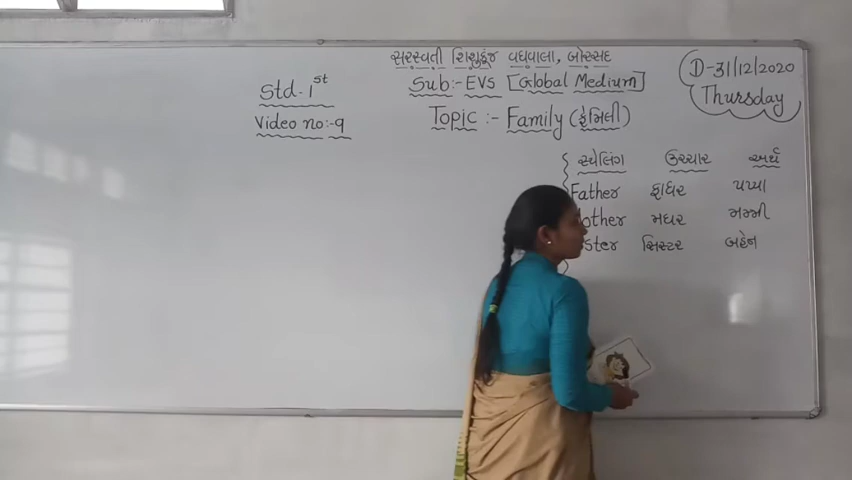 સરસ્વતી શિશુકુંજ વઘવાલા, બોરસદ
Std. 1st
Sub:- EVS [Global Medium]
D-31/12/2020
Thursday
Video no:-9
Topic :- Family (ફેમિલી)
સ્પેલિંગ ઉચ્ચાર અર્થ
Father ફાધર પપ્પા
other મધર મમ્મી
ster સિસ્ટર બહેન